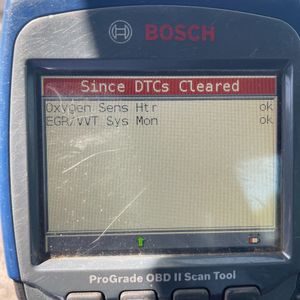 BOSCH
Since DTCs Cleared
Oxygen Sens Htr ok
EGR/VVT Sys Mon ok
ProGrade OBD II Scan Tool